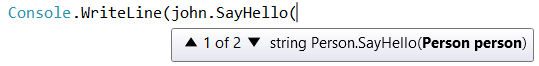 Console.WriteLine(john.SayHello(
▲ 1 of 2 ▼ string Person.SayHello(Person person)